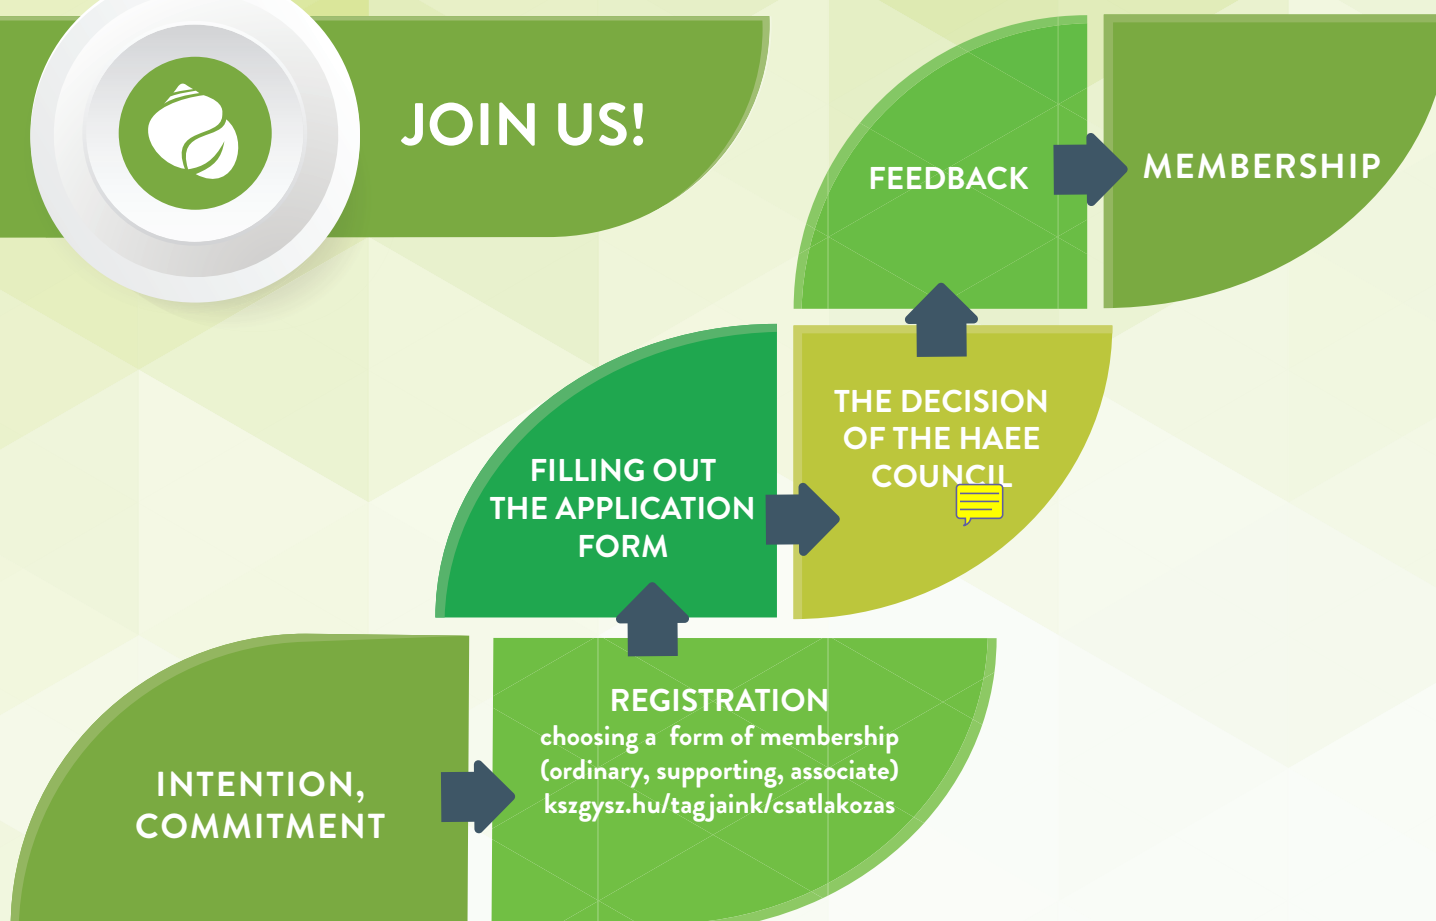 JOIN US!
FEEDBACK
MEMBERSHIP
THE DECISION
OF THE HAEE
COUNCIL
FILLING OUT
THE APPLICATION
FORM
REGISTRATION
choosing a form of membership
(ordinary, supporting, associate)
kszgysz.hu/tagjaink/csatlakozas
INTENTION,
COMMITMENT